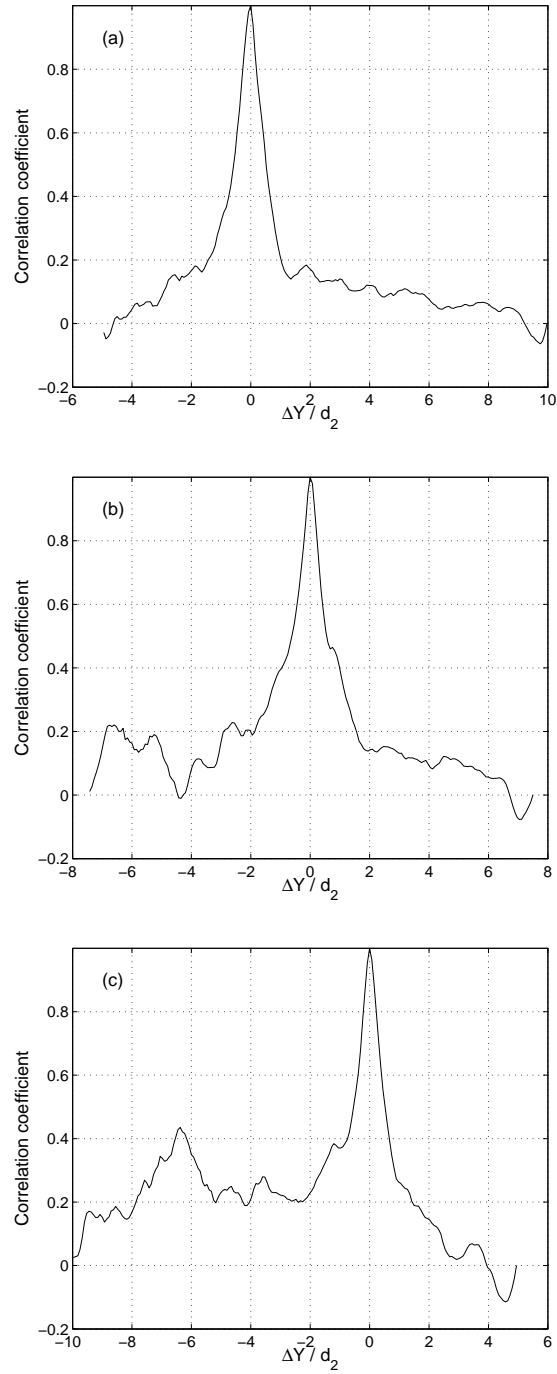 (a)
Correlation coefficient
0.8
0.6
0.4
0.2
0
−0.2
−6 −4 −2 0 2 4 6 8 10
ΔY / d₂
(b)
Correlation coefficient
0.8
0.6
0.4
0.2
0
−0.2
−8 −6 −4 −2 0 2 4 6 8
ΔY / d₂
(c)
Correlation coefficient
0.8
0.6
0.4
0.2
0
−0.2
−10 −8 −6 −4 −2 0 2 4 6
ΔY / d₂